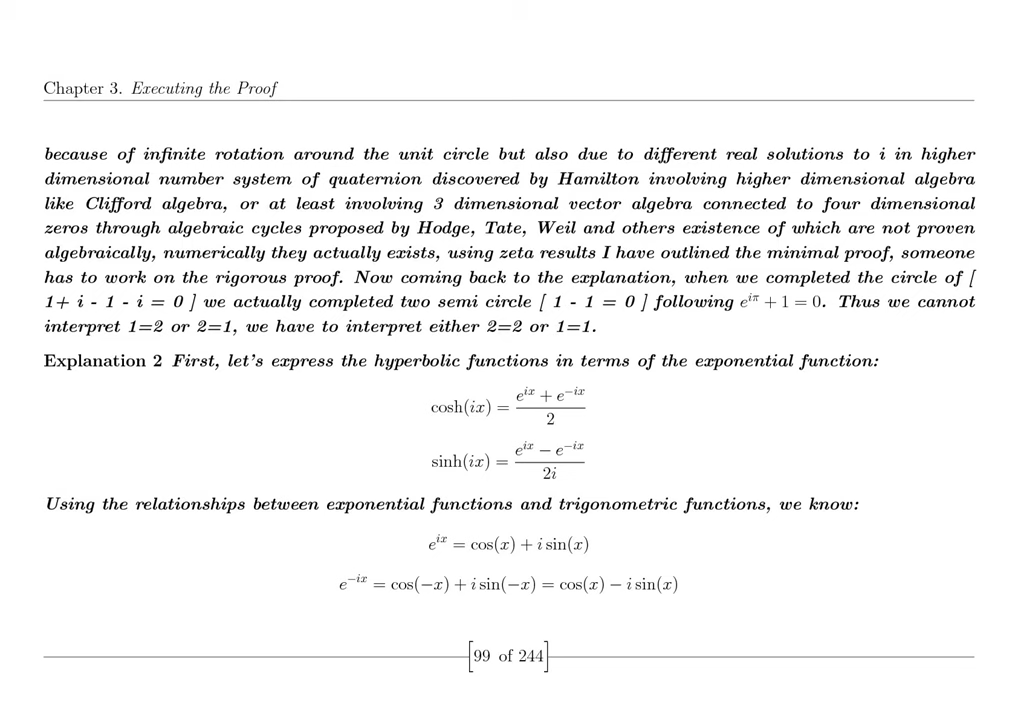 Chapter 3. Executing the Proof
because of infinite rotation around the unit circle but also due to different real solutions to i in higher
dimensional number system of quaternion discovered by Hamilton involving higher dimensional algebra
like Clifford algebra, or at least involving 3 dimensional vector algebra connected to four dimensional
zeros through algebraic cycles proposed by Hodge, Tate, Weil and others existence of which are not proven
algebraically, numerically they actually exists, using zeta results I have outlined the minimal proof, someone
has to work on the rigorous proof. Now coming back to the explanation, when we completed the circle of [
1+ i - 1 - i = 0 ] we actually completed two semi circle [ 1 - 1 = 0 ] following e^{iπ} + 1 = 0. Thus we cannot
interpret 1=2 or 2=1, we have to interpret either 2=2 or 1=1.
Explanation 2 First, let's express the hyperbolic functions in terms of the exponential function:
cosh(ix) = \frac{e^{ix} + e^{-ix}}{2}
sinh(ix) = \frac{e^{ix} - e^{-ix}}{2i}
Using the relationships between exponential functions and trigonometric functions, we know:
e^{ix} = cos(x) + i sin(x)
e^{-ix} = cos(−x) + i sin(−x) = cos(x) − i sin(x)
[99 of 244]